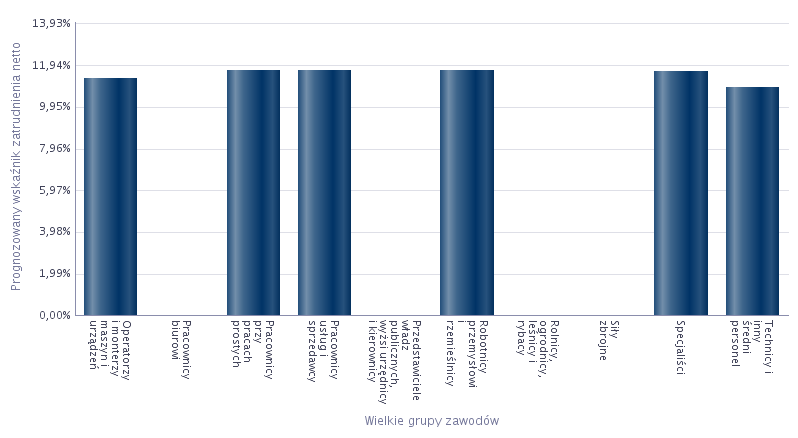 13,93%
11,94%
9,95%
7,96%
5,97%
3,98%
1,99%
0,00%
Prognozowany wskaźnik zatrudnienia netto
Operatorzy
i monterzy
maszyn i
urządzeń
Pracownicy
biurowi
Pracownicy
przy
pracach
prostych
Pracownicy
usług i
sprzedawcy
Przedstawiciele
władz
publicznych,
wyżsi urzędnicy
i kierownicy
Robotnicy
przemysłowi
i
rzemieślnicy
Rolnicy,
ogrodnicy,
leśnicy i
rybacy
Siły
zbrojne
Specjaliści
Technicy i
inny
średni
personel
Wielkie grupy zawodów